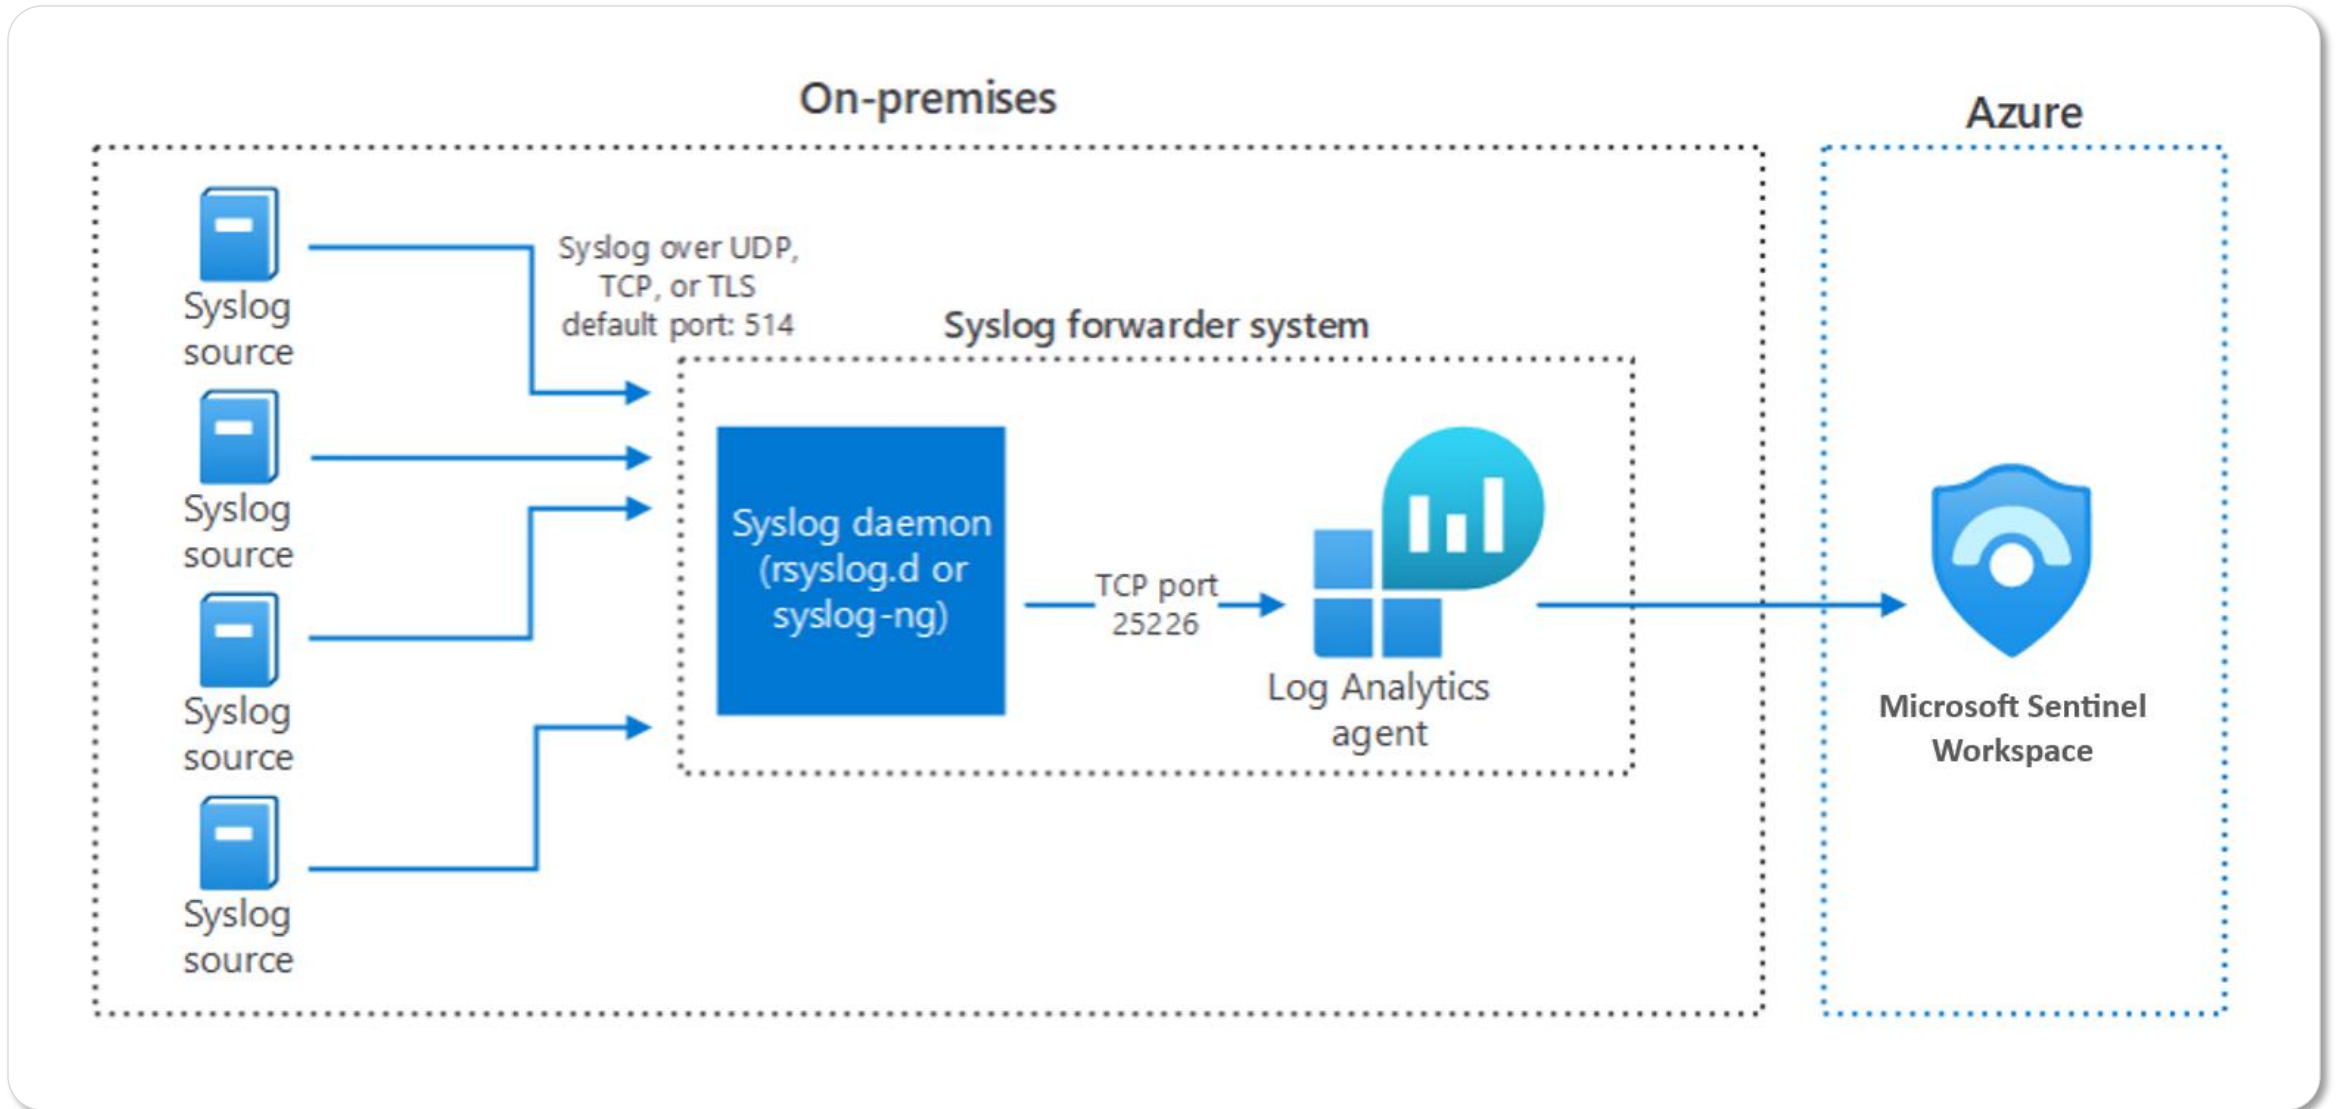 On-premises
Azure
Syslog
source
Syslog
source
Syslog
source
Syslog
source
Syslog over UDP,
TCP, or TLS
default port: 514
Syslog forwarder system
Syslog daemon
(rsyslog.d or
syslog-ng)
TCP port
25226
Log Analytics
agent
Microsoft Sentinel
Workspace